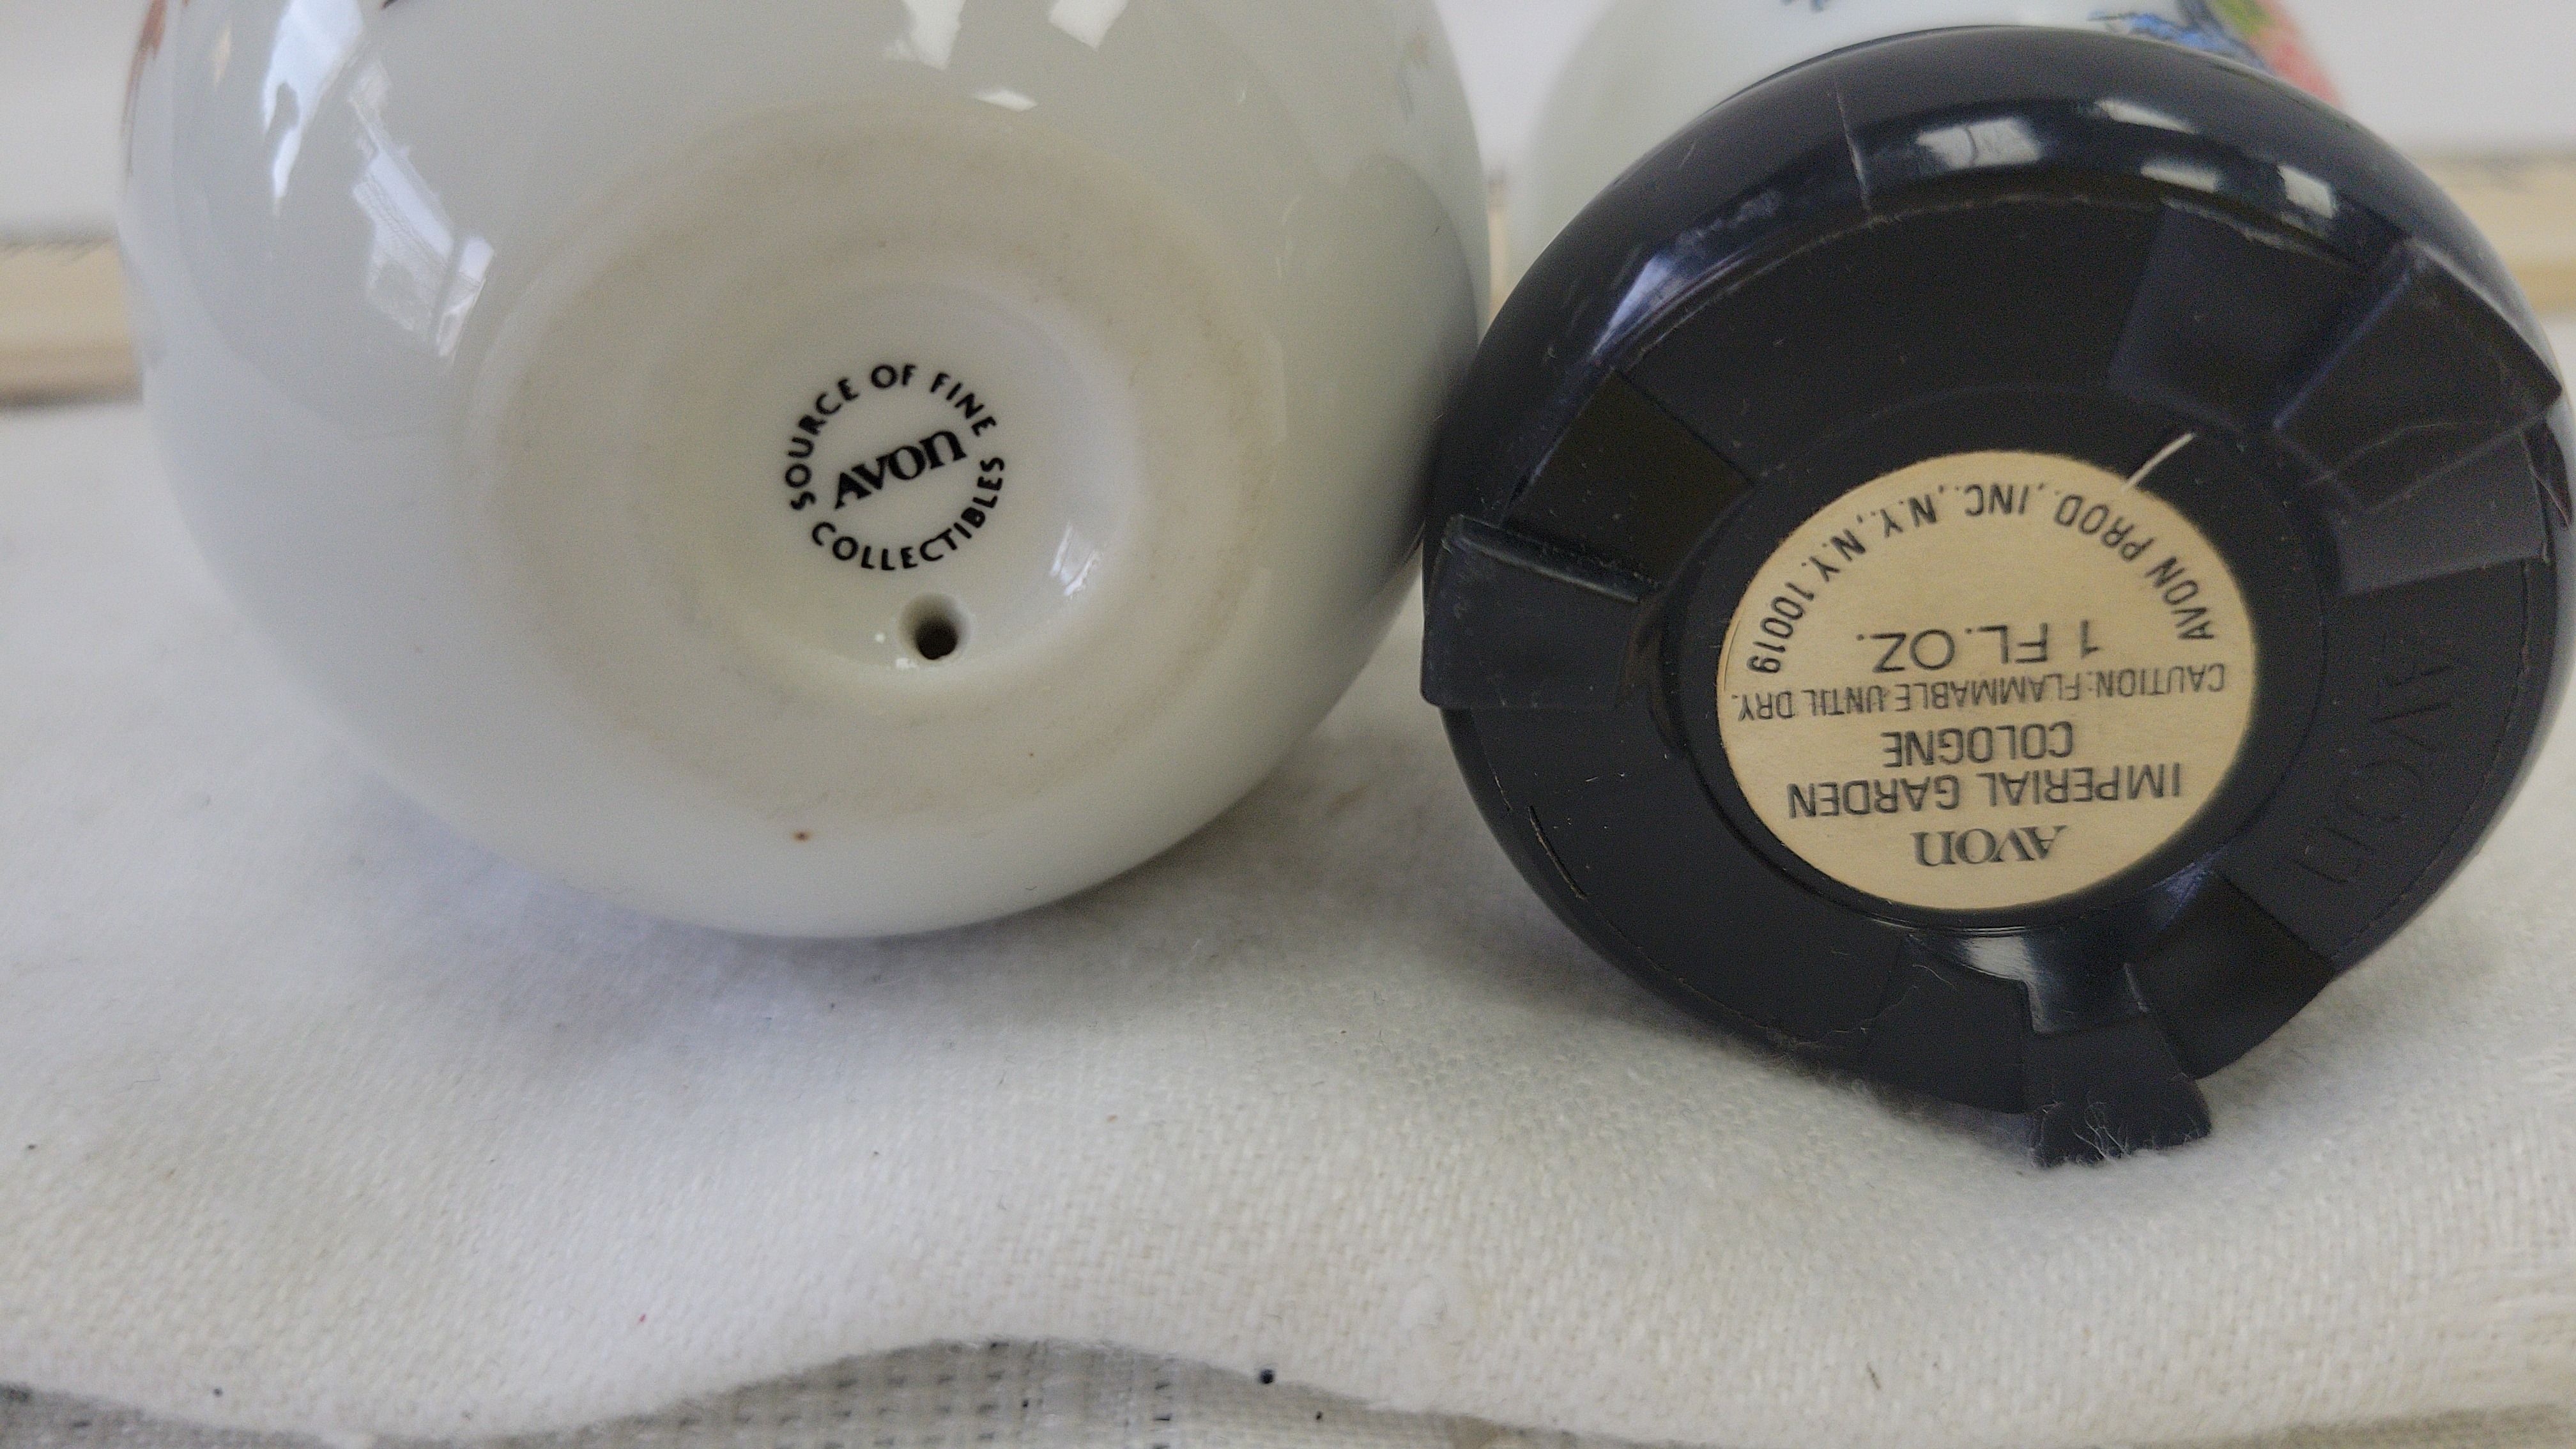 SOURCE OF FINE COLLECTIBLES
AVON
AVON
IMPERIAL GARDEN
COLOGNE
CAUTION: FLAMMABLE UNTIL DRY.
1 FL. OZ.
AVON PROD., INC., N.Y., N.Y. 10019
AVON